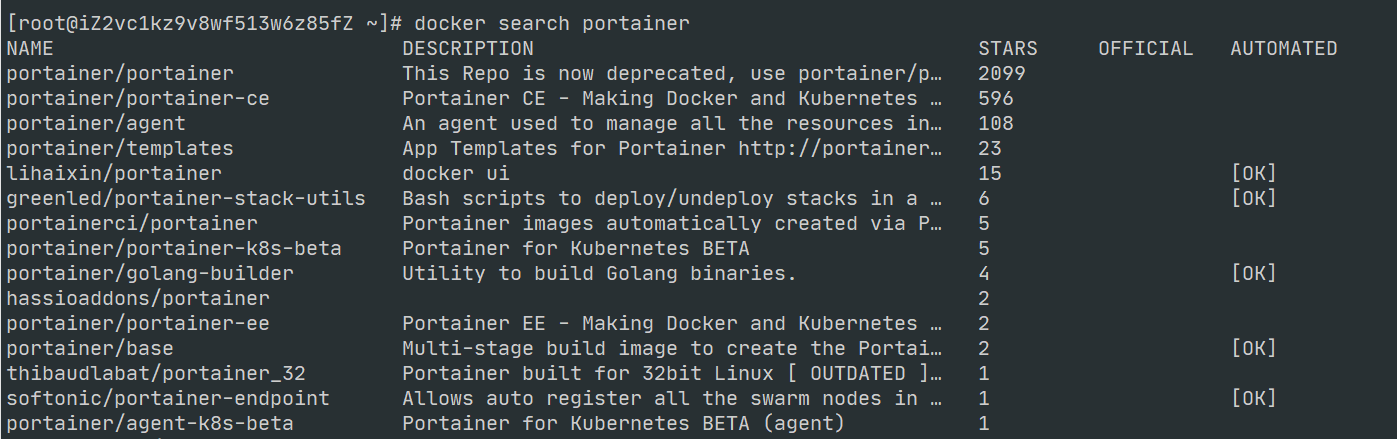 [root@iZ2vc1kz9v8wf513w6z85fZ ~]# docker search portainer
NAME DESCRIPTION STARS OFFICIAL AUTOMATED
portainer/portainer This Repo is now deprecated, use portainer/p… 2099
portainer/portainer-ce Portainer CE - Making Docker and Kubernetes … 596
portainer/agent An agent used to manage all the resources in… 108
portainer/templates App Templates for Portainer http://portainer… 23
lihaixin/portainer docker ui 15 [OK]
greenled/portainer-stack-utils Bash scripts to deploy/undeploy stacks in a … 6 [OK]
portainerci/portainer Portainer images automatically created via P… 5
portainer/portainer-k8s-beta Portainer for Kubernetes BETA 5
portainer/golang-builder Utility to build Golang binaries. 4 [OK]
hassioaddons/portainer 2
portainer/portainer-ee Portainer EE - Making Docker and Kubernetes … 2
portainer/base Multi-stage build image to create the Portai… 2 [OK]
thibaudlabat/portainer_32 Portainer built for 32bit Linux [ OUTDATED ]… 1
softonic/portainer-endpoint Allows auto register all the swarm nodes in … 1 [OK]
portainer/agent-k8s-beta Portainer for Kubernetes BETA (agent) 1